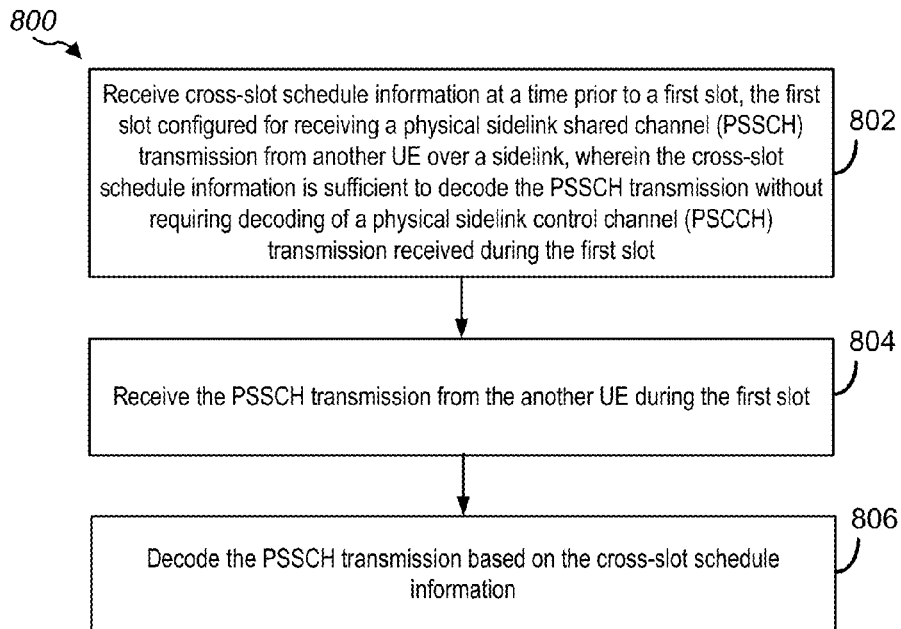 800
Receive cross-slot schedule information at a time prior to a first slot, the first
slot configured for receiving a physical sidelink shared channel (PSSCH)
transmission from another UE over a sidelink, wherein the cross-slot
schedule information is sufficient to decode the PSSCH transmission without
requiring decoding of a physical sidelink control channel (PSCCH)
transmission received during the first slot
802
Receive the PSSCH transmission from the another UE during the first slot
804
Decode the PSSCH transmission based on the cross-slot schedule
information
806